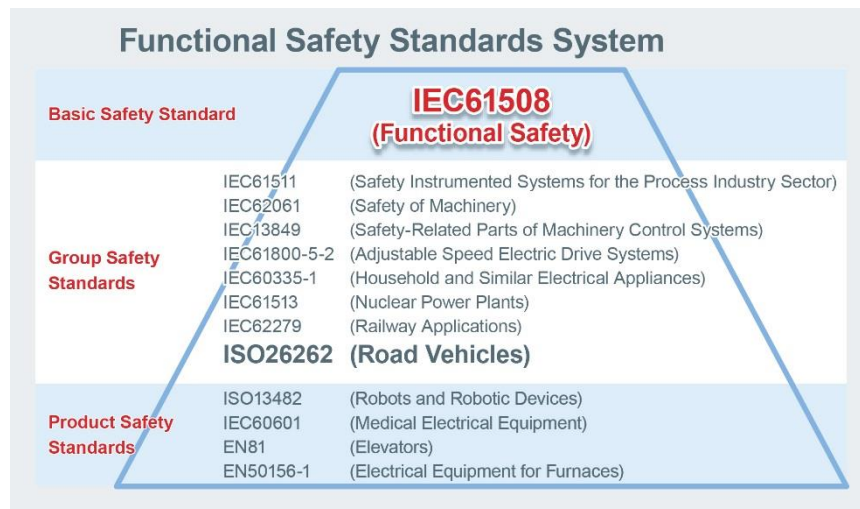 Functional Safety Standards System
Basic Safety Standard
IEC61508
(Functional Safety)
Group Safety
Standards
IEC61511 (Safety Instrumented Systems for the Process Industry Sector)
IEC62061 (Safety of Machinery)
IEC13849 (Safety-Related Parts of Machinery Control Systems)
IEC61800-5-2 (Adjustable Speed Electric Drive Systems)
IEC60335-1 (Household and Similar Electrical Appliances)
IEC61513 (Nuclear Power Plants)
IEC62279 (Railway Applications)
ISO26262 (Road Vehicles)
Product Safety
Standards
ISO13482 (Robots and Robotic Devices)
IEC60601 (Medical Electrical Equipment)
EN81 (Elevators)
EN50156-1 (Electrical Equipment for Furnaces)